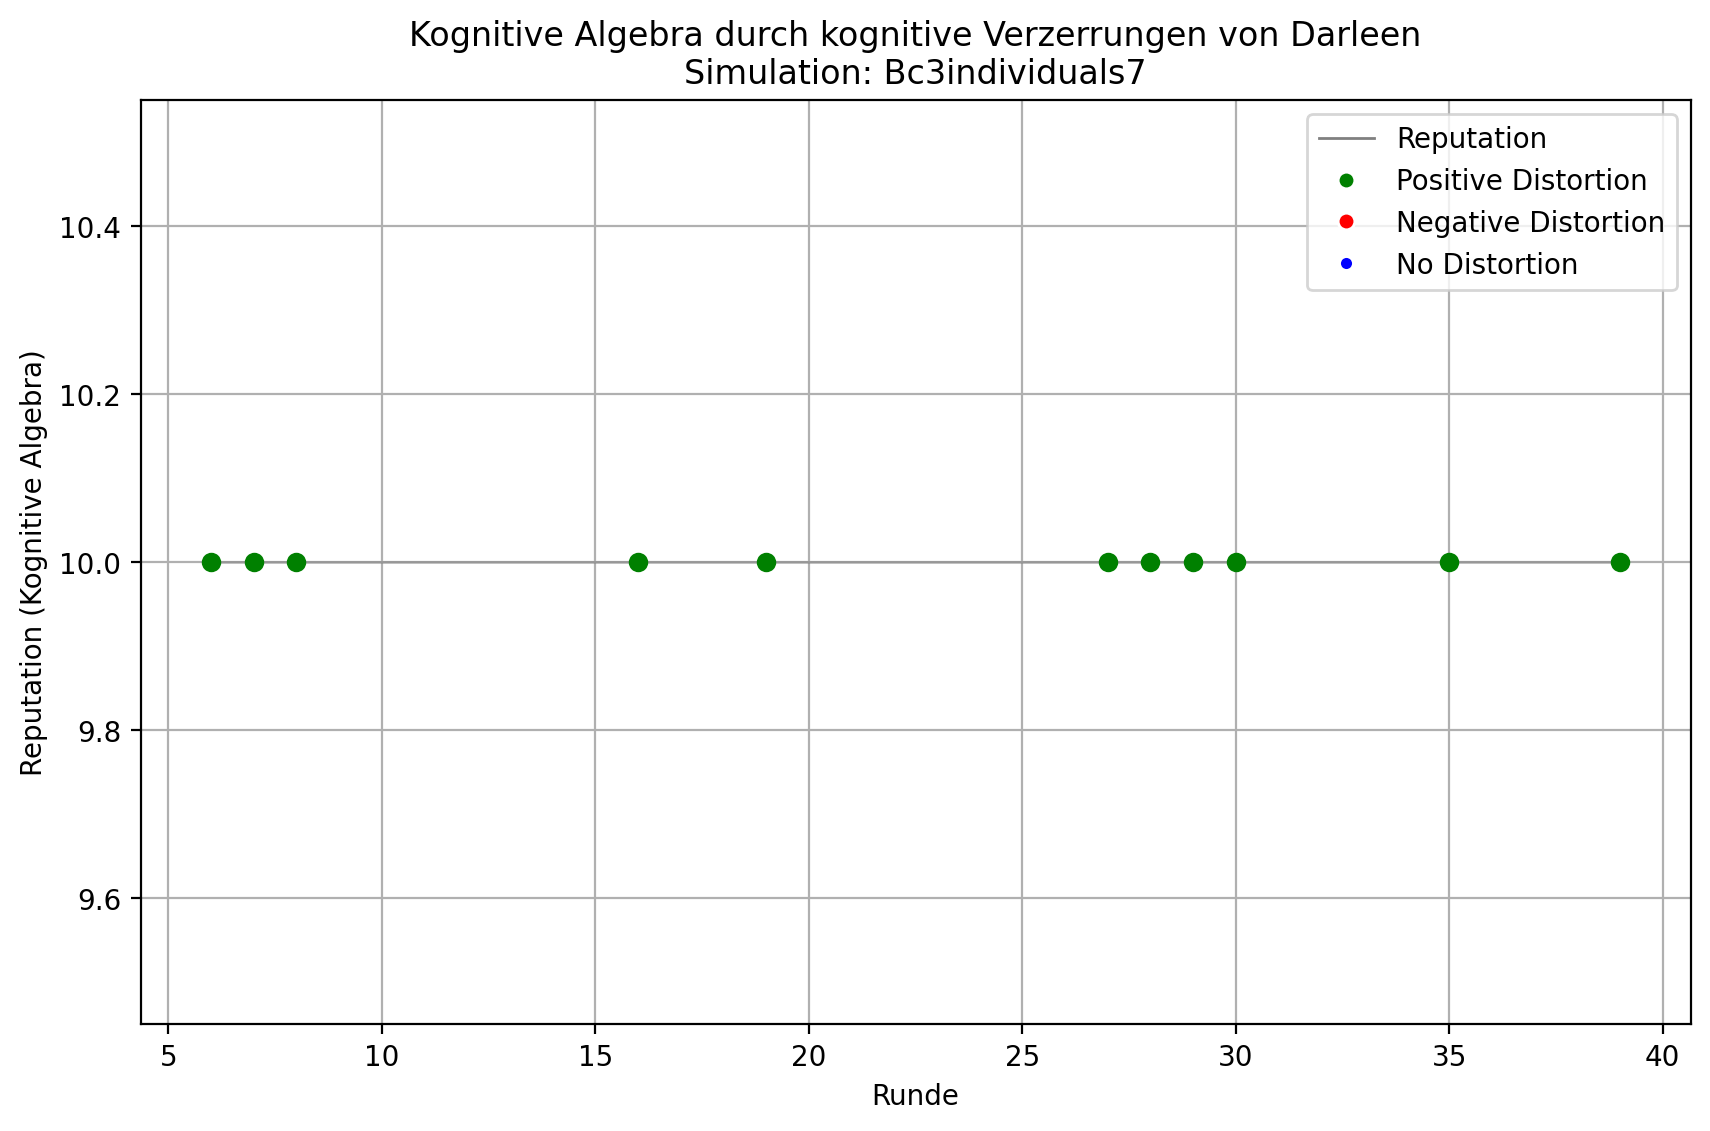 Kognitive Algebra durch kognitive Verzerrungen von Darleen
Simulation: Bc3individuals7
Reputation
Positive Distortion
Negative Distortion
No Distortion
Reputation (Kognitive Algebra)
10.4
10.2
10.0
9.8
9.6
5 10 15 20 25 30 35 40
Runde